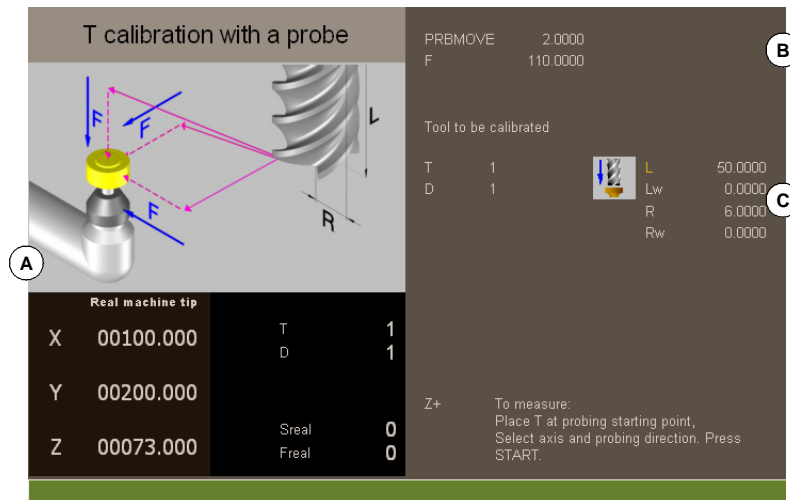 T calibration with a probe
F
F
F
L
R
A
Real machine tip
X 00100.000
Y 00200.000
Z 00073.000
T 1
D 1
Sreal 0
Freal 0
PRBMOVE 2.0000
F 110.0000
B
Tool to be calibrated
T 1
D 1
L 50.0000
Lw 0.0000
R 6.0000
Rw 0.0000
C
Z+ To measure:
Place T at probing starting point,
Select axis and probing direction. Press
START.